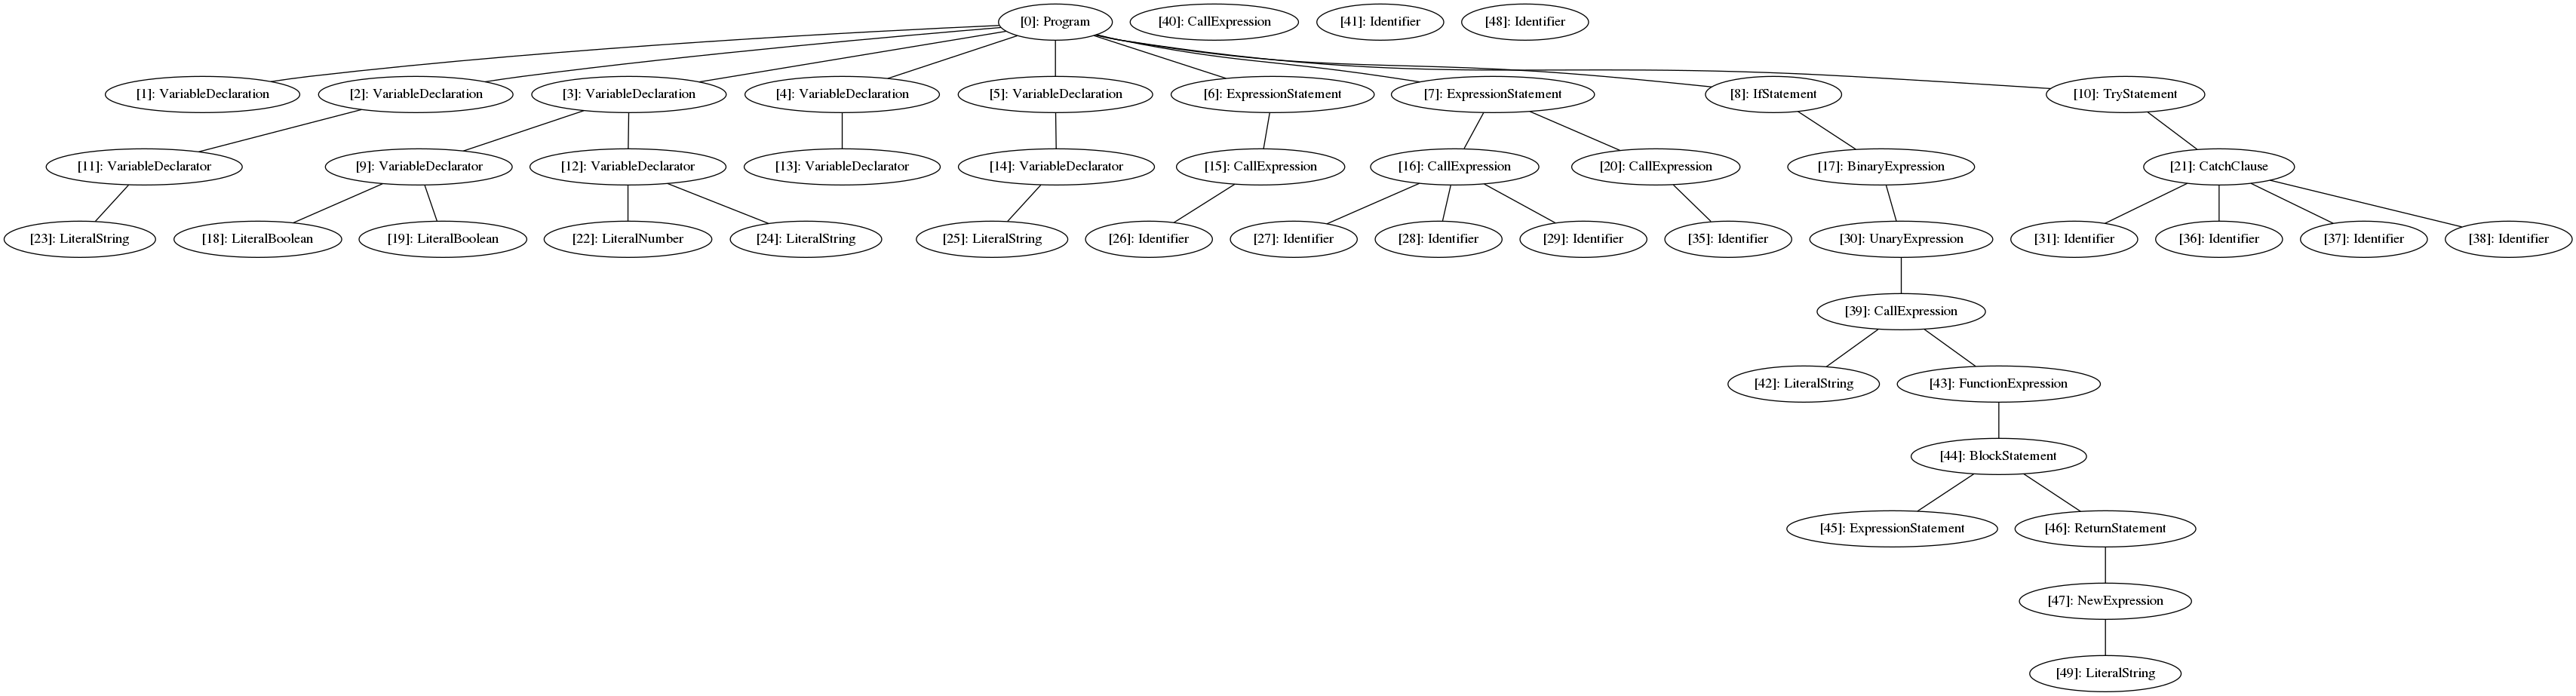 [0]: Program
[40]: CallExpression
[41]: Identifier
[48]: Identifier
[1]: VariableDeclaration
[2]: VariableDeclaration
[3]: VariableDeclaration
[4]: VariableDeclaration
[5]: VariableDeclaration
[6]: ExpressionStatement
[7]: ExpressionStatement
[8]: IfStatement
[10]: TryStatement
[11]: VariableDeclarator
[9]: VariableDeclarator
[12]: VariableDeclarator
[13]: VariableDeclarator
[14]: VariableDeclarator
[15]: CallExpression
[16]: CallExpression
[20]: CallExpression
[17]: BinaryExpression
[21]: CatchClause
[23]: LiteralString
[18]: LiteralBoolean
[19]: LiteralBoolean
[22]: LiteralNumber
[24]: LiteralString
[25]: LiteralString
[26]: Identifier
[27]: Identifier
[28]: Identifier
[29]: Identifier
[35]: Identifier
[30]: UnaryExpression
[31]: Identifier
[36]: Identifier
[37]: Identifier
[38]: Identifier
[39]: CallExpression
[42]: LiteralString
[43]: FunctionExpression
[44]: BlockStatement
[45]: ExpressionStatement
[46]: ReturnStatement
[47]: NewExpression
[49]: LiteralString